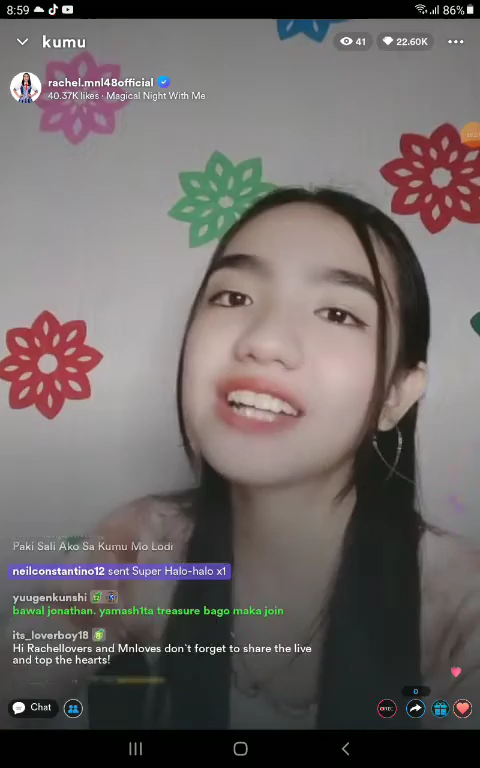 8:59
86%
kumu
41
22.60K
rachel.mnl48official
40.37K likes · Magical Night With Me
Paki Sali Ako Sa Kumu Mo Lodi
neilconstantino12 sent Super Halo-halo x1
yuugenkunshi
bawal jonathan. yamash1ta treasure bago maka join
its_loverboy18
Hi Rachellovers and Mnloves don`t forget to share the live
and top the hearts!
0
Chat